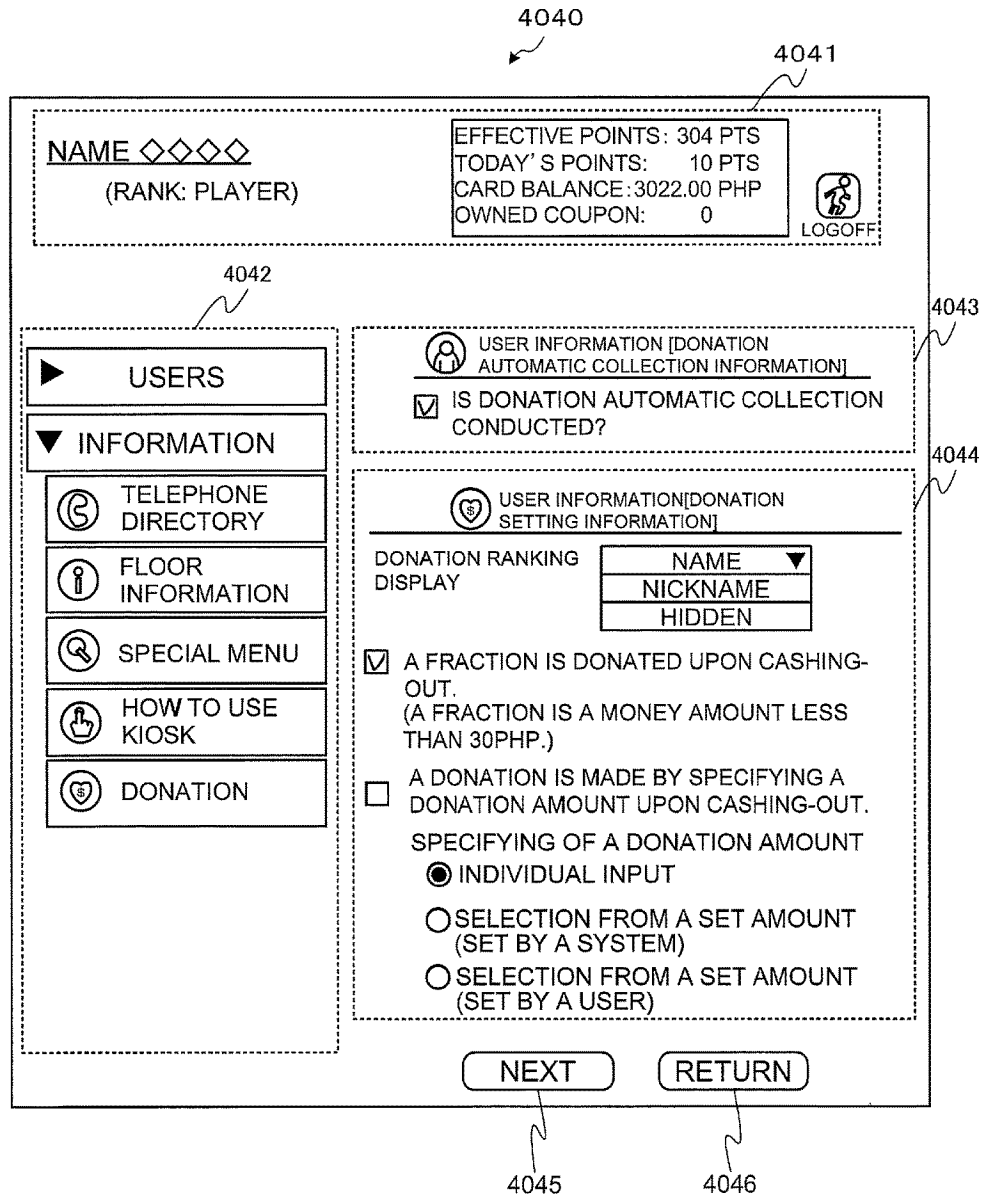 4040
4041
NAME ◇◇◇◇
(RANK: PLAYER)
EFFECTIVE POINTS: 304 PTS
TODAY'S POINTS: 10 PTS
CARD BALANCE:3022.00 PHP
OWNED COUPON: 0
LOGOFF
4042
▶ USERS
▼ INFORMATION
TELEPHONE
DIRECTORY
FLOOR
INFORMATION
SPECIAL MENU
HOW TO USE
KIOSK
DONATION
4043
USER INFORMATION [DONATION
AUTOMATIC COLLECTION INFORMATION]
IS DONATION AUTOMATIC COLLECTION
CONDUCTED?
4044
USER INFORMATION[DONATION
SETTING INFORMATION]
DONATION RANKING
DISPLAY
NAME ▼
NICKNAME
HIDDEN
A FRACTION IS DONATED UPON CASHING-
OUT.
(A FRACTION IS A MONEY AMOUNT LESS
THAN 30PHP.)
A DONATION IS MADE BY SPECIFYING A
DONATION AMOUNT UPON CASHING-OUT.
SPECIFYING OF A DONATION AMOUNT
INDIVIDUAL INPUT
SELECTION FROM A SET AMOUNT
(SET BY A SYSTEM)
SELECTION FROM A SET AMOUNT
(SET BY A USER)
NEXT
RETURN
4045
4046